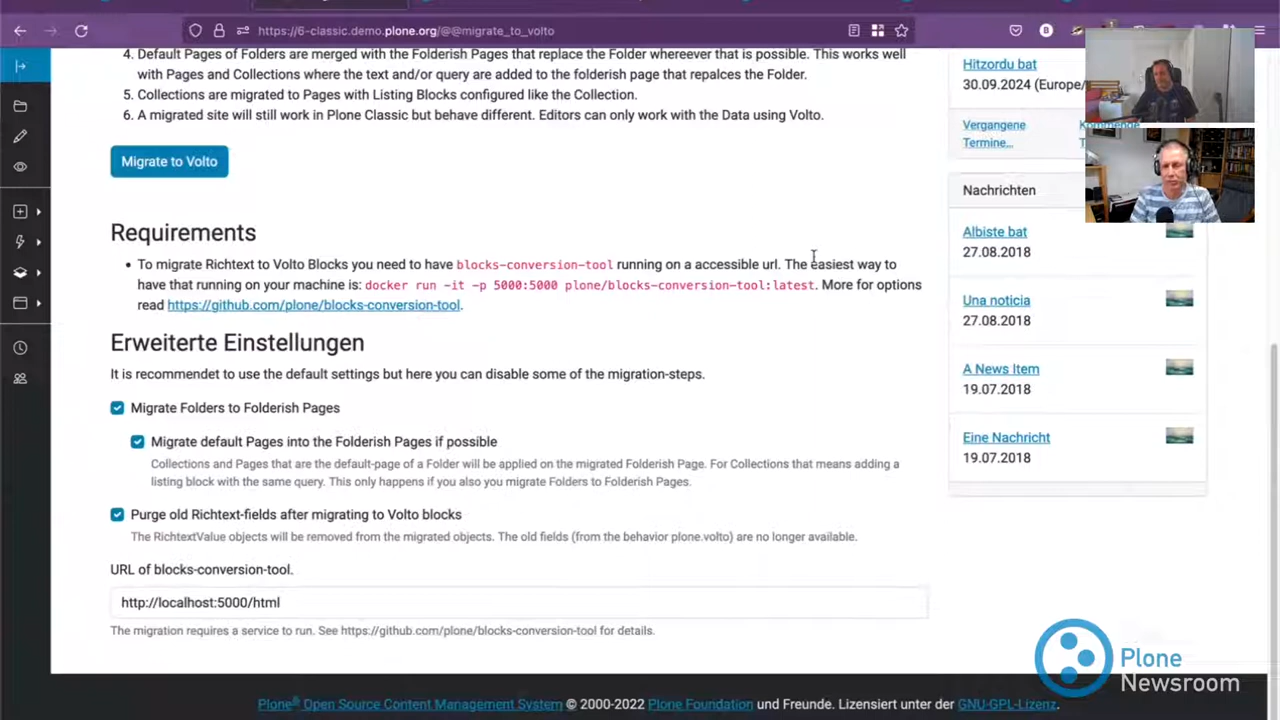 https://6-classic.demo.plone.org/@@migrate_to_volto
4. Default Pages of Folders are merged with the Folderish Pages that replace the Folder whereever that is possible. This works well
with Pages and Collections where the text and/or query are added to the folderish page that repalces the Folder.
5. Collections are migrated to Pages with Listing Blocks configured like the Collection.
6. A migrated site will still work in Plone Classic but behave different. Editors can only work with the Data using Volto.
Migrate to Volto
Requirements
• To migrate Richtext to Volto Blocks you need to have blocks-conversion-tool running on a accessible url. The easiest way to
have that running on your machine is: docker run -it -p 5000:5000 plone/blocks-conversion-tool:latest. More for options
read https://github.com/plone/blocks-conversion-tool.
Erweiterte Einstellungen
It is recommendet to use the default settings but here you can disable some of the migration-steps.
Migrate Folders to Folderish Pages
Migrate default Pages into the Folderish Pages if possible
Collections and Pages that are the default-page of a Folder will be applied on the migrated Folderish Page. For Collections that means adding a
listing block with the same query. This only happens if you also you migrate Folders to Folderish Pages.
Purge old Richtext-fields after migrating to Volto blocks
The RichtextValue objects will be removed from the migrated objects. The old fields (from the behavior plone.volto) are no longer available.
URL of blocks-conversion-tool.
http://localhost:5000/html
The migration requires a service to run. See https://github.com/plone/blocks-conversion-tool for details.
Hitzordu bat
30.09.2024 (Europe/
Vergangene
Termine...
Nachrichten
Albiste bat
27.08.2018
Una noticia
27.08.2018
A News Item
19.07.2018
Eine Nachricht
19.07.2018
Plone
Newsroom
Plone® Open Source Content Management System © 2000-2022 Plone Foundation und Freunde. Lizensiert unter der GNU-GPL-Lizenz.